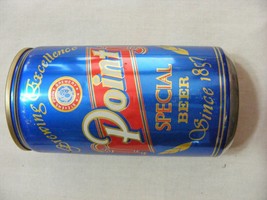 Brewing Excellence
Point
SPECIAL
BEER
Since 1857